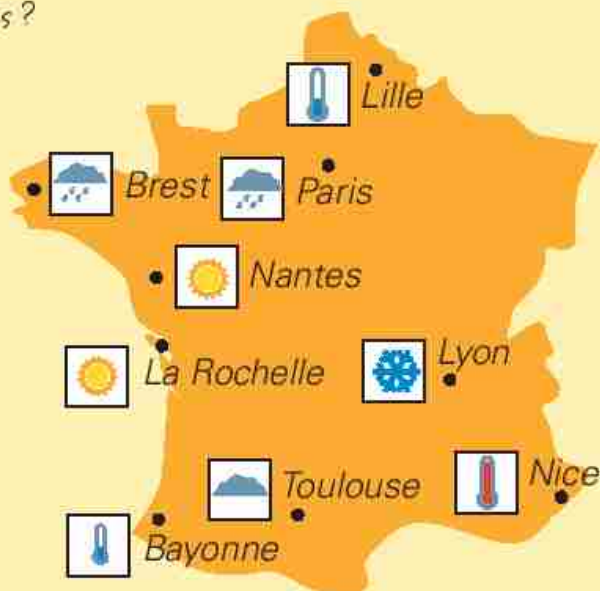 s ?
Lille
Brest
Paris
Nantes
La Rochelle
Lyon
Toulouse
Nice
Bayonne